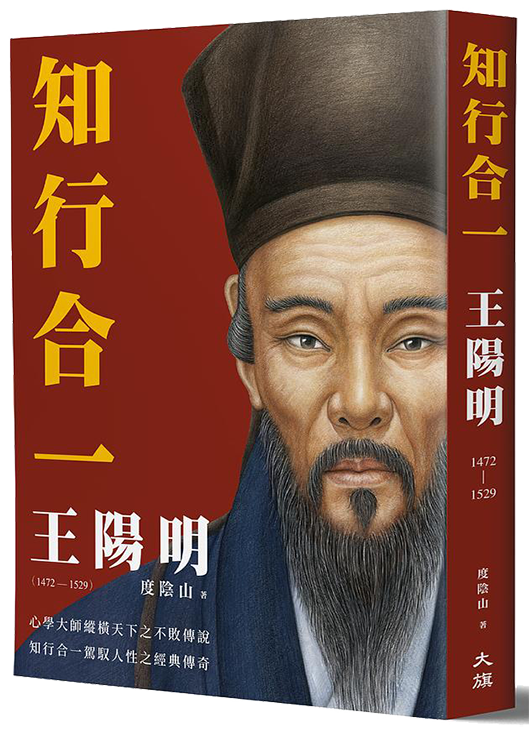 知行合一
王陽明
（1472—1529）
度陰山 著
心學大師縱橫天下之不敗傳說
知行合一駕馭人性之經典傳奇
知行合一
王陽明
1472—1529
度陰山 著
大旗